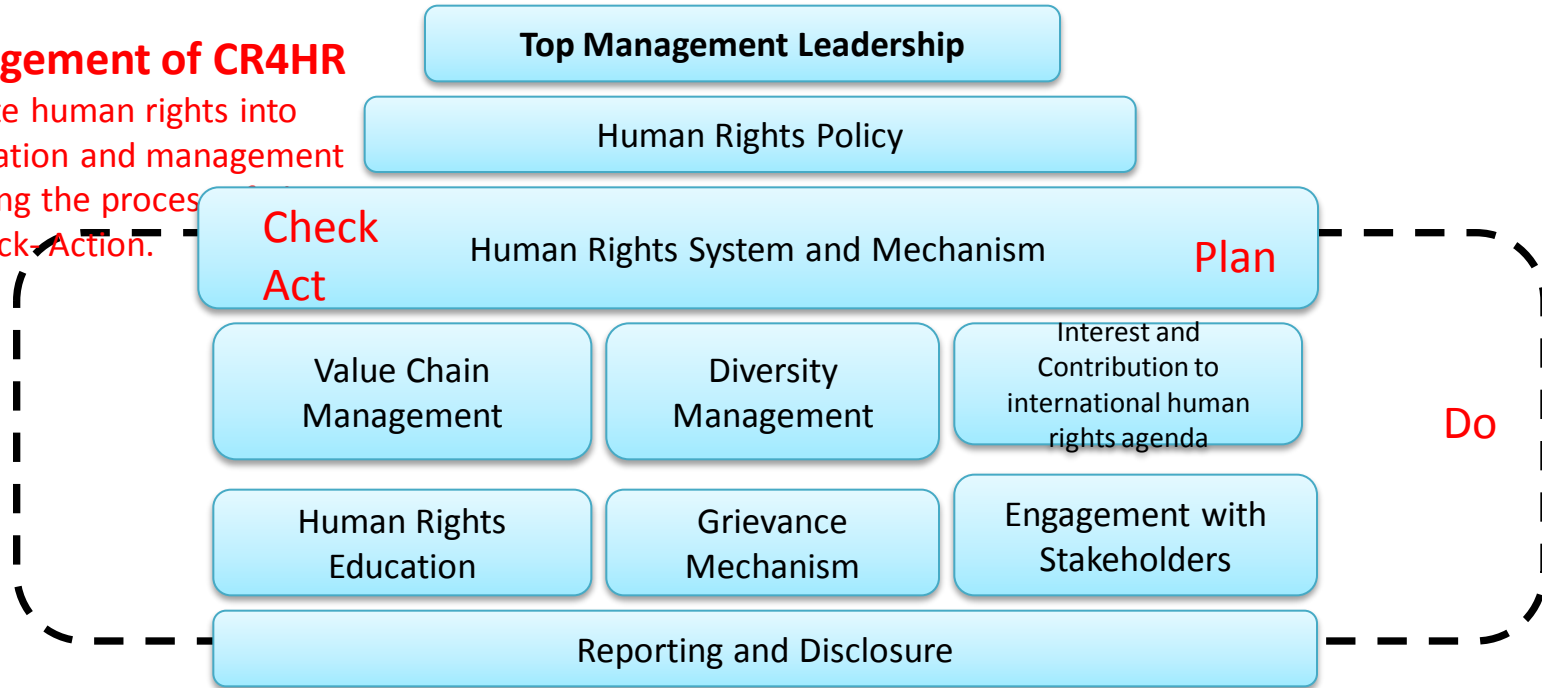 Top Management Leadership
gement of CR4HR
te human rights into
Human Rights Policy
ation and management
ng the process
ck- Action.
Check
Act
Human Rights System and Mechanism
Plan
Value Chain
Management
Diversity
Management
Interest and
Contribution to
international human
rights agenda
Do
Human Rights
Education
Grievance
Mechanism
Engagement with
Stakeholders
Reporting and Disclosure